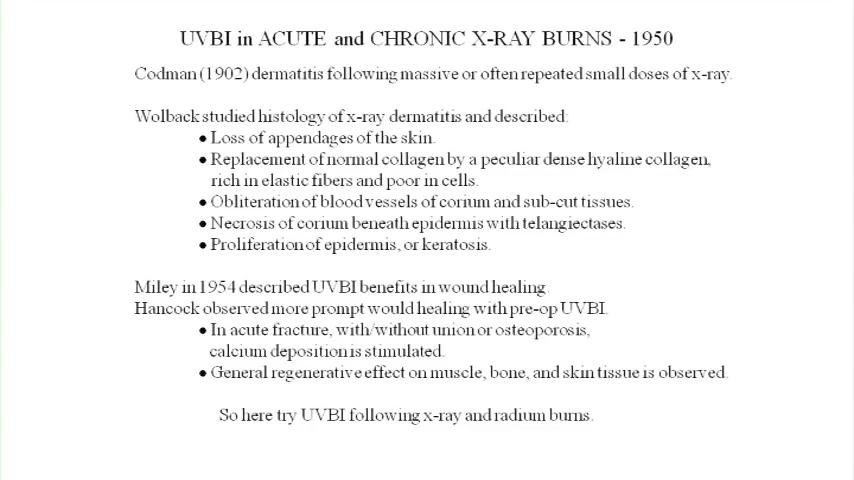 UVBI in ACUTE and CHRONIC X-RAY BURNS - 1950
Codman (1902) dermatitis following massive or often repeated small doses of x-ray.
Wolback studied histology of x-ray dermatitis and described:
• Loss of appendages of the skin.
• Replacement of normal collagen by a peculiar dense hyaline collagen,
rich in elastic fibers and poor in cells.
• Obliteration of blood vessels of corium and sub-cut tissues.
• Necrosis of corium beneath epidermis with telangiectases.
• Proliferation of epidermis, or keratosis.
Miley in 1954 described UVBI benefits in wound healing.
Hancock observed more prompt would healing with pre-op UVBI.
• In acute fracture, with/without union or osteoporosis,
calcium deposition is stimulated.
• General regenerative effect on muscle, bone, and skin tissue is observed.
So here try UVBI following x-ray and radium burns.